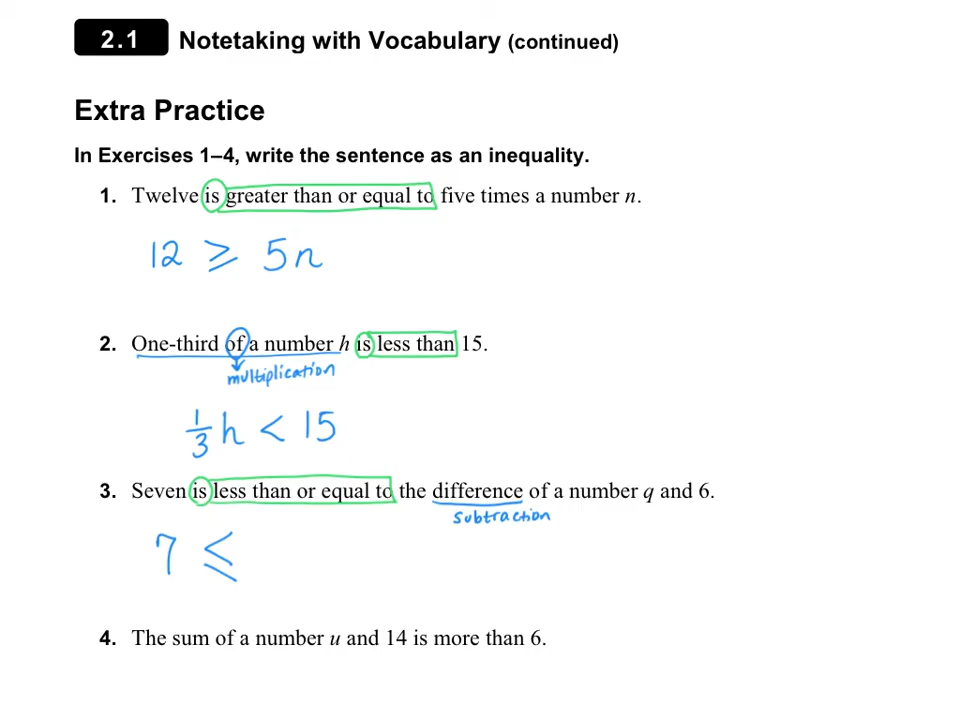 2.1 Notetaking with Vocabulary (continued)
Extra Practice
In Exercises 1–4, write the sentence as an inequality.
1. Twelve is greater than or equal to five times a number n.
12 ≥ 5n
2. One-third of a number h is less than 15.
multiplication
1/3 h < 15
3. Seven is less than or equal to the difference of a number q and 6.
subtraction
7 ≤
4. The sum of a number u and 14 is more than 6.